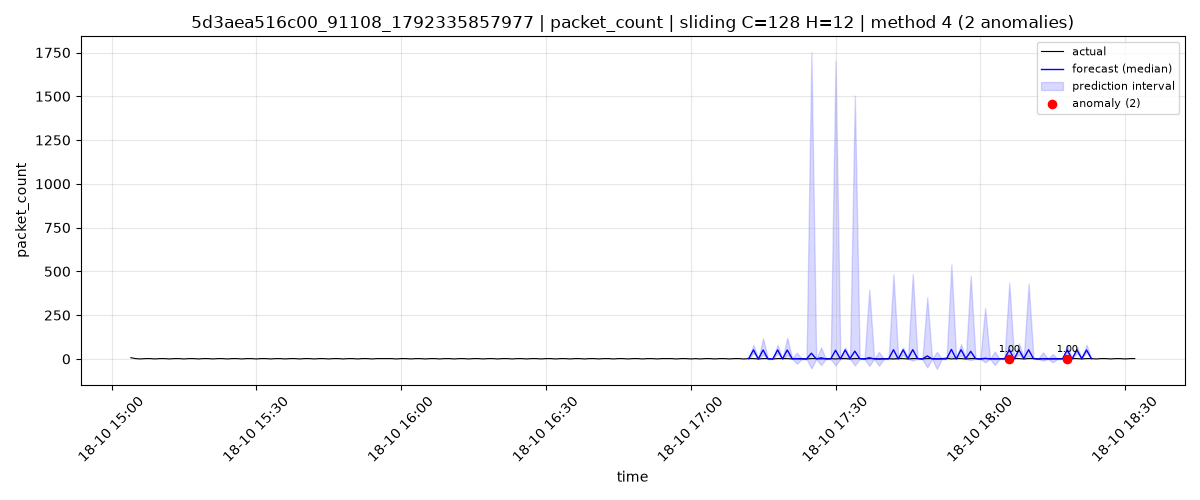 5d3aea516c00_91108_1792335857977 | packet_count | sliding C=128 H=12 | method 4 (2 anomalies)
actual
forecast (median)
prediction interval
anomaly (2)
packet_count
1750
1500
1250
1000
750
500
250
0
1.00
1.00
18-10 15:00
18-10 15:30
18-10 16:00
18-10 16:30
18-10 17:00
18-10 17:30
18-10 18:00
18-10 18:30
time